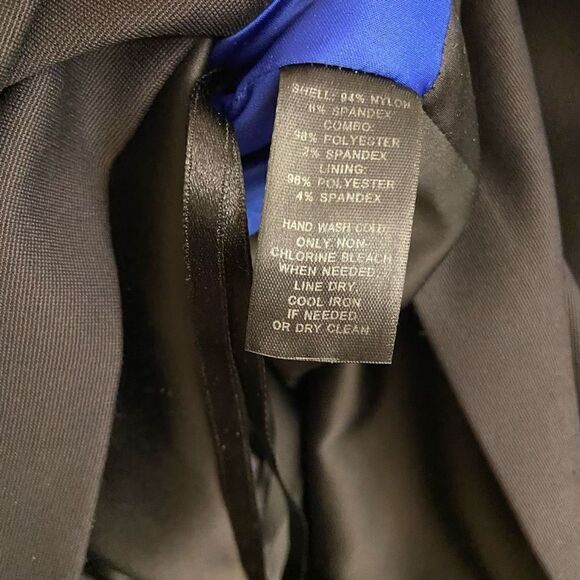 SHELL: 94% NYLON
6% SPANDEX
COMBO:
98% POLYESTER
2% SPANDEX
LINING:
96% POLYESTER
4% SPANDEX
HAND WASH COLD
ONLY NON-
CHLORINE BLEACH
WHEN NEEDED.
LINE DRY.
COOL IRON
IF NEEDED
OR DRY CLEAN